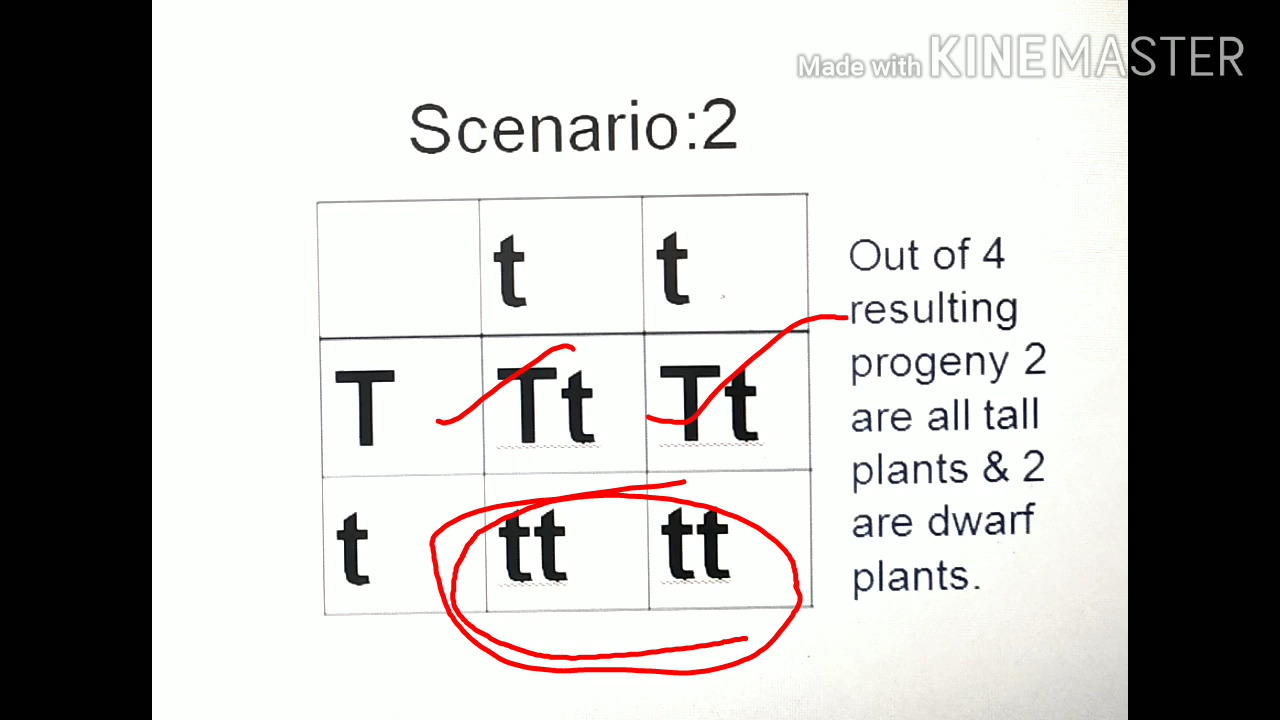 Made with KINEMASTER
Scenario:2
t t
T Tt Tt
t tt tt
Out of 4
resulting
progeny 2
are all tall
plants & 2
are dwarf
plants.